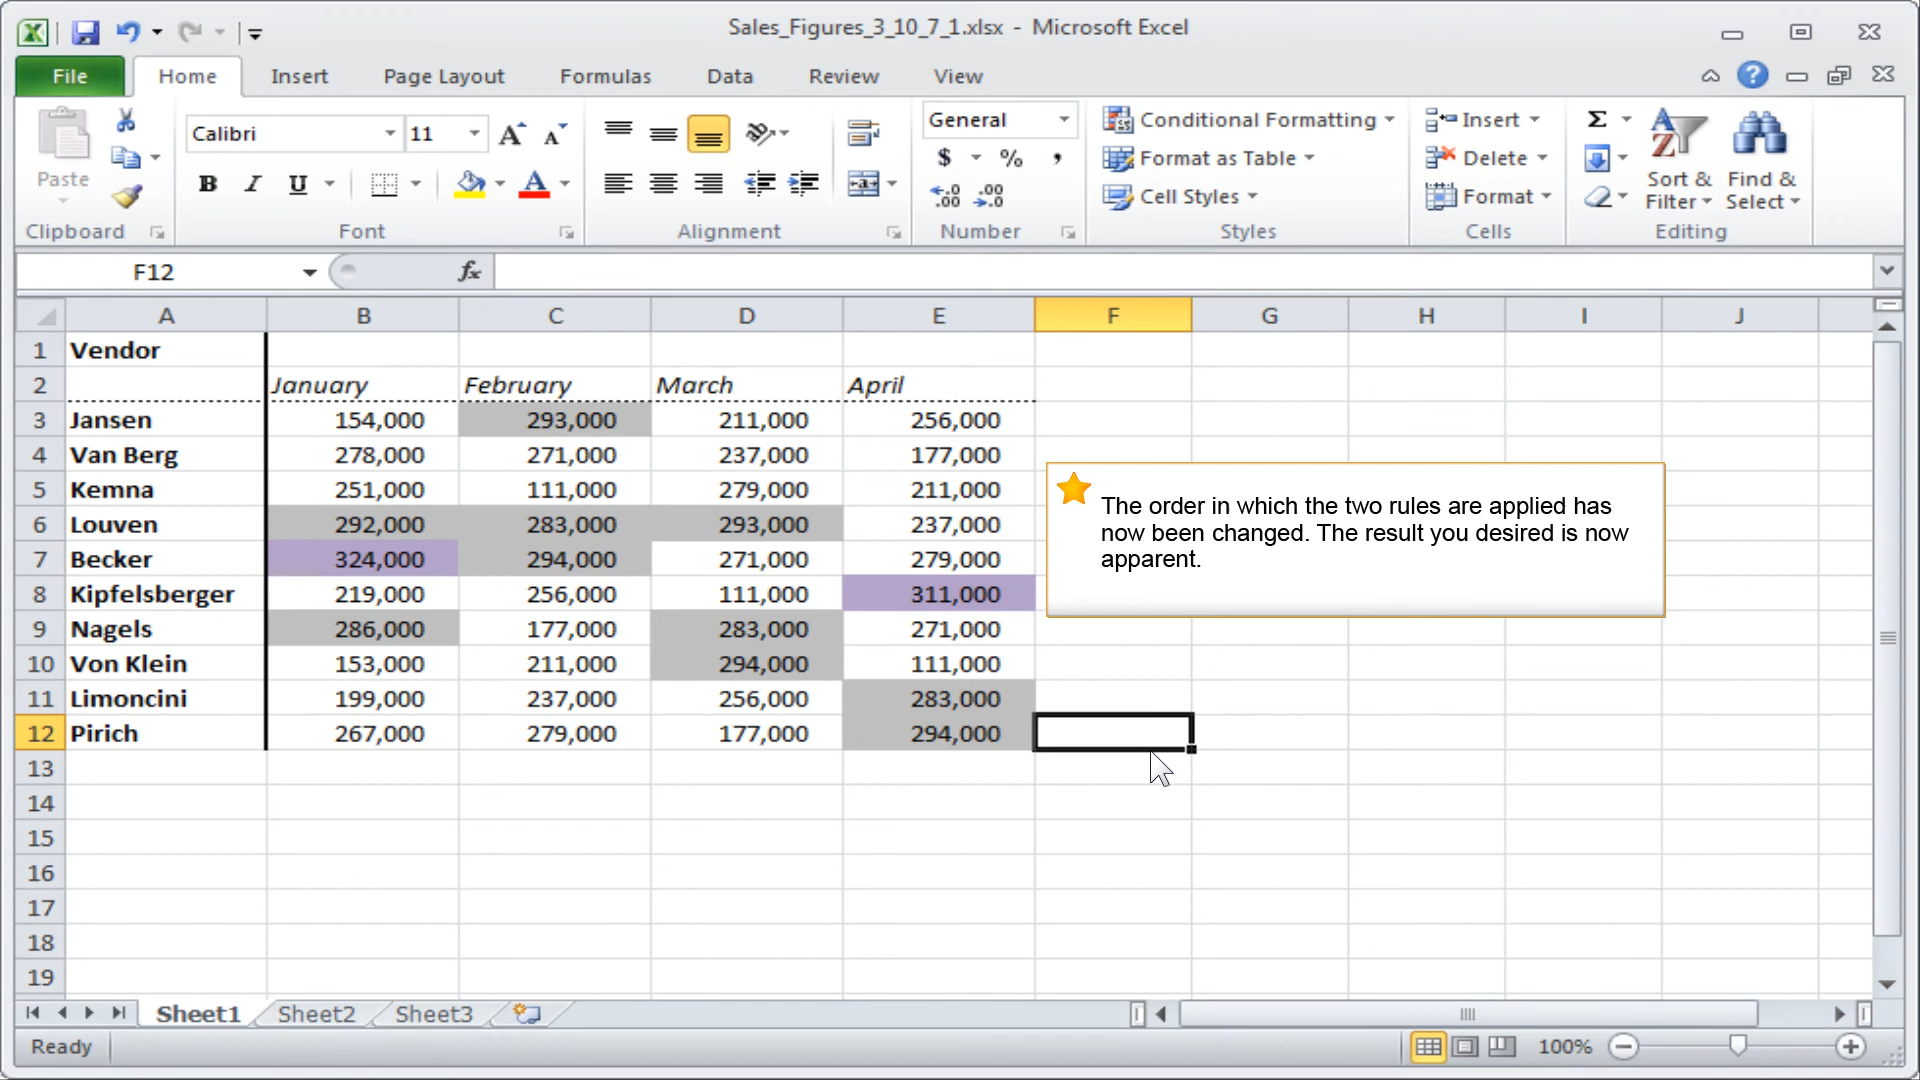 Sales_Figures_3_10_7_1.xlsx - Microsoft Excel
File Home Insert Page Layout Formulas Data Review View
Paste
Clipboard
Calibri 11
B I U
Font
Alignment
General
$ % ,
Number
Conditional Formatting
Format as Table
Cell Styles
Styles
Insert
Delete
Format
Cells
Σ
Sort & Filter
Find & Select
Editing
F12 fx
A B C D E F G H I J
1 Vendor
2 January February March April
3 Jansen 154,000 293,000 211,000 256,000
4 Van Berg 278,000 271,000 237,000 177,000
5 Kemna 251,000 111,000 279,000 211,000
6 Louven 292,000 283,000 293,000 237,000
7 Becker 324,000 294,000 271,000 279,000
8 Kipfelsberger 219,000 256,000 111,000 311,000
9 Nagels 286,000 177,000 283,000 271,000
10 Von Klein 153,000 211,000 294,000 111,000
11 Limoncini 199,000 237,000 256,000 283,000
12 Pirich 267,000 279,000 177,000 294,000
13
14
15
16
17
18
19
The order in which the two rules are applied has
now been changed. The result you desired is now
apparent.
Sheet1 Sheet2 Sheet3
Ready 100%